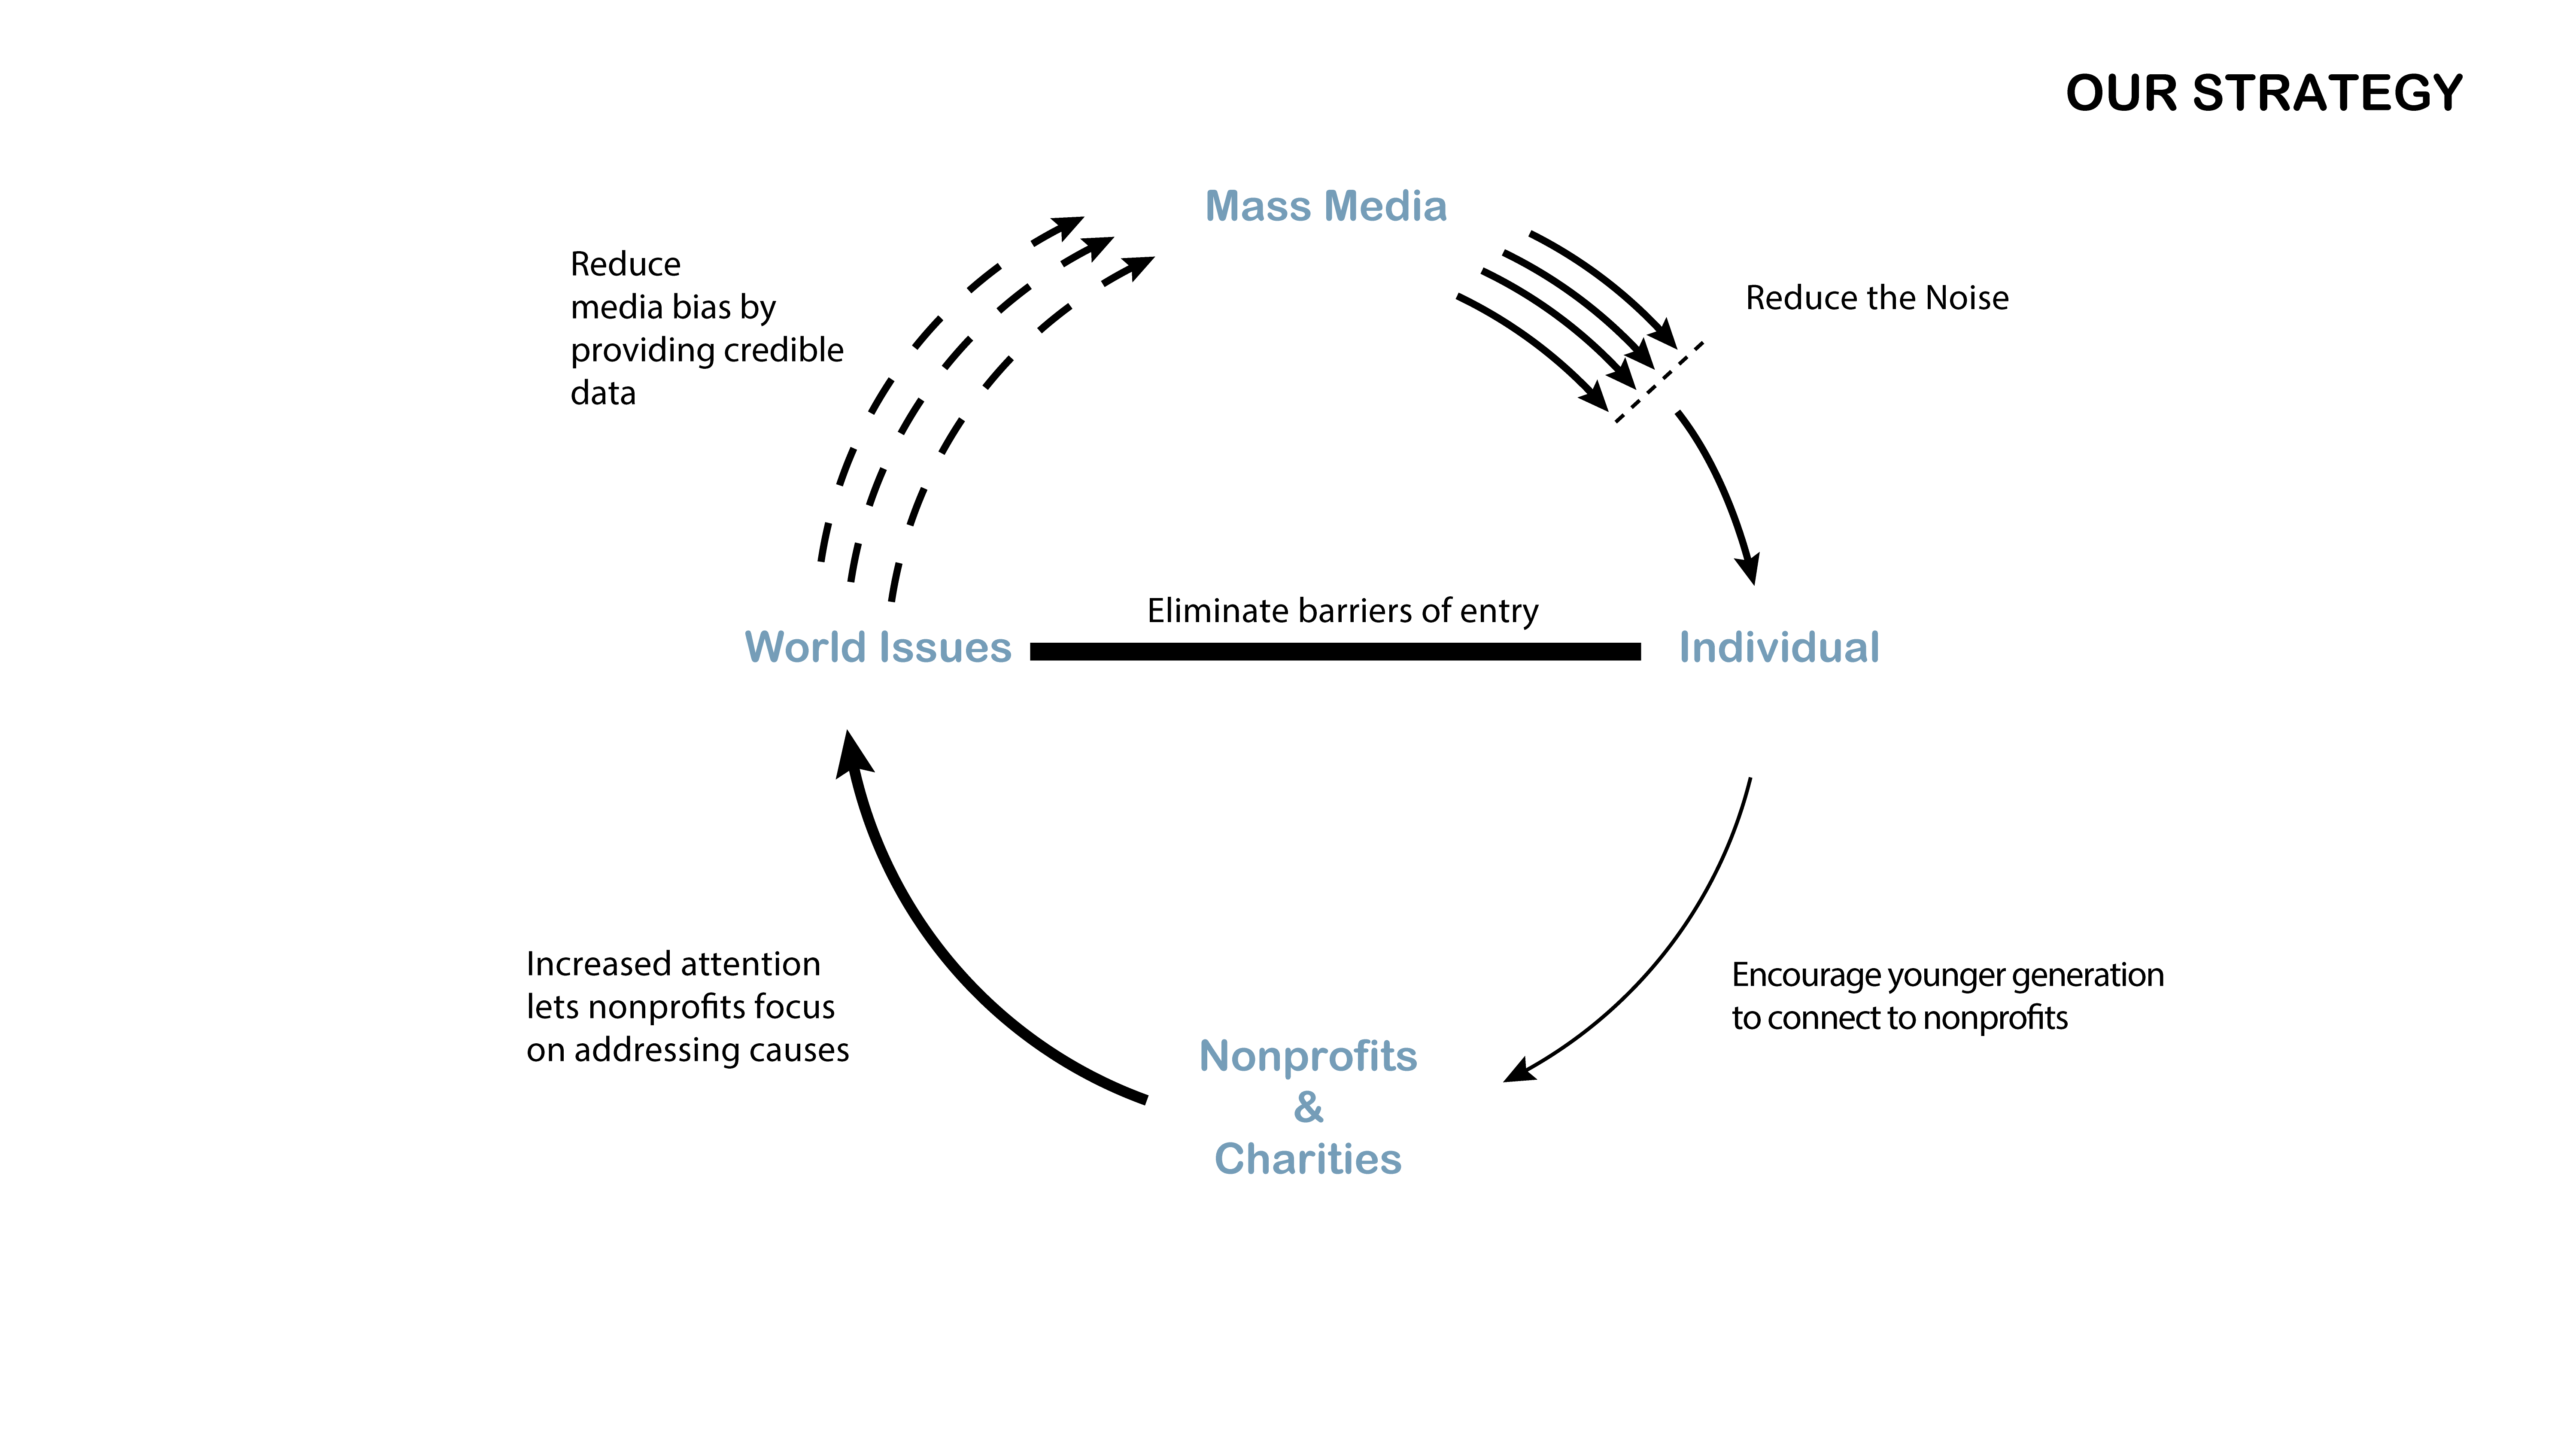 OUR STRATEGY
Mass Media
Reduce
media bias by
providing credible
data
Reduce the Noise
Eliminate barriers of entry
World Issues
Individual
Increased attention
lets nonprofits focus
on addressing causes
Encourage younger generation
to connect to nonprofits
Nonprofits
&
Charities